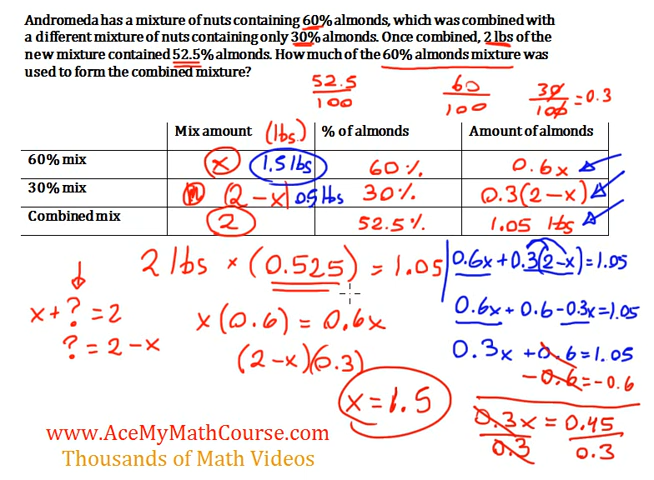 Andromeda has a mixture of nuts containing 60% almonds, which was combined with
a different mixture of nuts containing only 30% almonds. Once combined, 2 lbs of the
new mixture contained 52.5% almonds. How much of the 60% almonds mixture was
used to form the combined mixture?
52.5/100 60/100 30/100 = 0.3
Mix amount (lbs.) % of almonds Amount of almonds
60% mix x 1.5 lbs 60% 0.6x
30% mix (2-x) .05 lbs 30% 0.3(2-x)
Combined mix 2 52.5% 1.05 lbs
2 lbs × (0.525) = 1.05
x + ? = 2
? = 2 - x
x(0.6) = 0.6x
(2-x)(0.3)
x = 1.5
0.6x + 0.3(2-x) = 1.05
0.6x + 0.6 - 0.3x = 1.05
0.3x + 0.6 = 1.05
-0.6 = -0.6
0.3x/0.3 = 0.45/0.3
www.AceMyMathCourse.com
Thousands of Math Videos